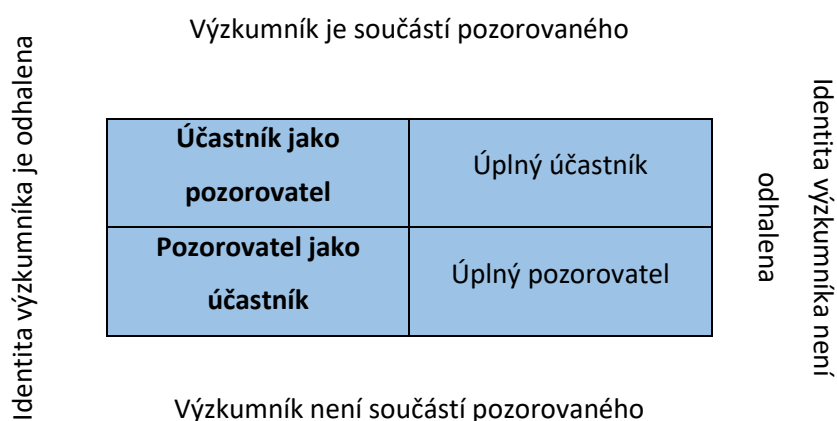 Výzkumník je součástí pozorovaného
Identita výzkumníka je odhalena
Účastník jako
pozorovatel
Úplný účastník
Pozorovatel jako
účastník
Úplný pozorovatel
Identita výzkumníka není
odhalena
Výzkumník není součástí pozorovaného